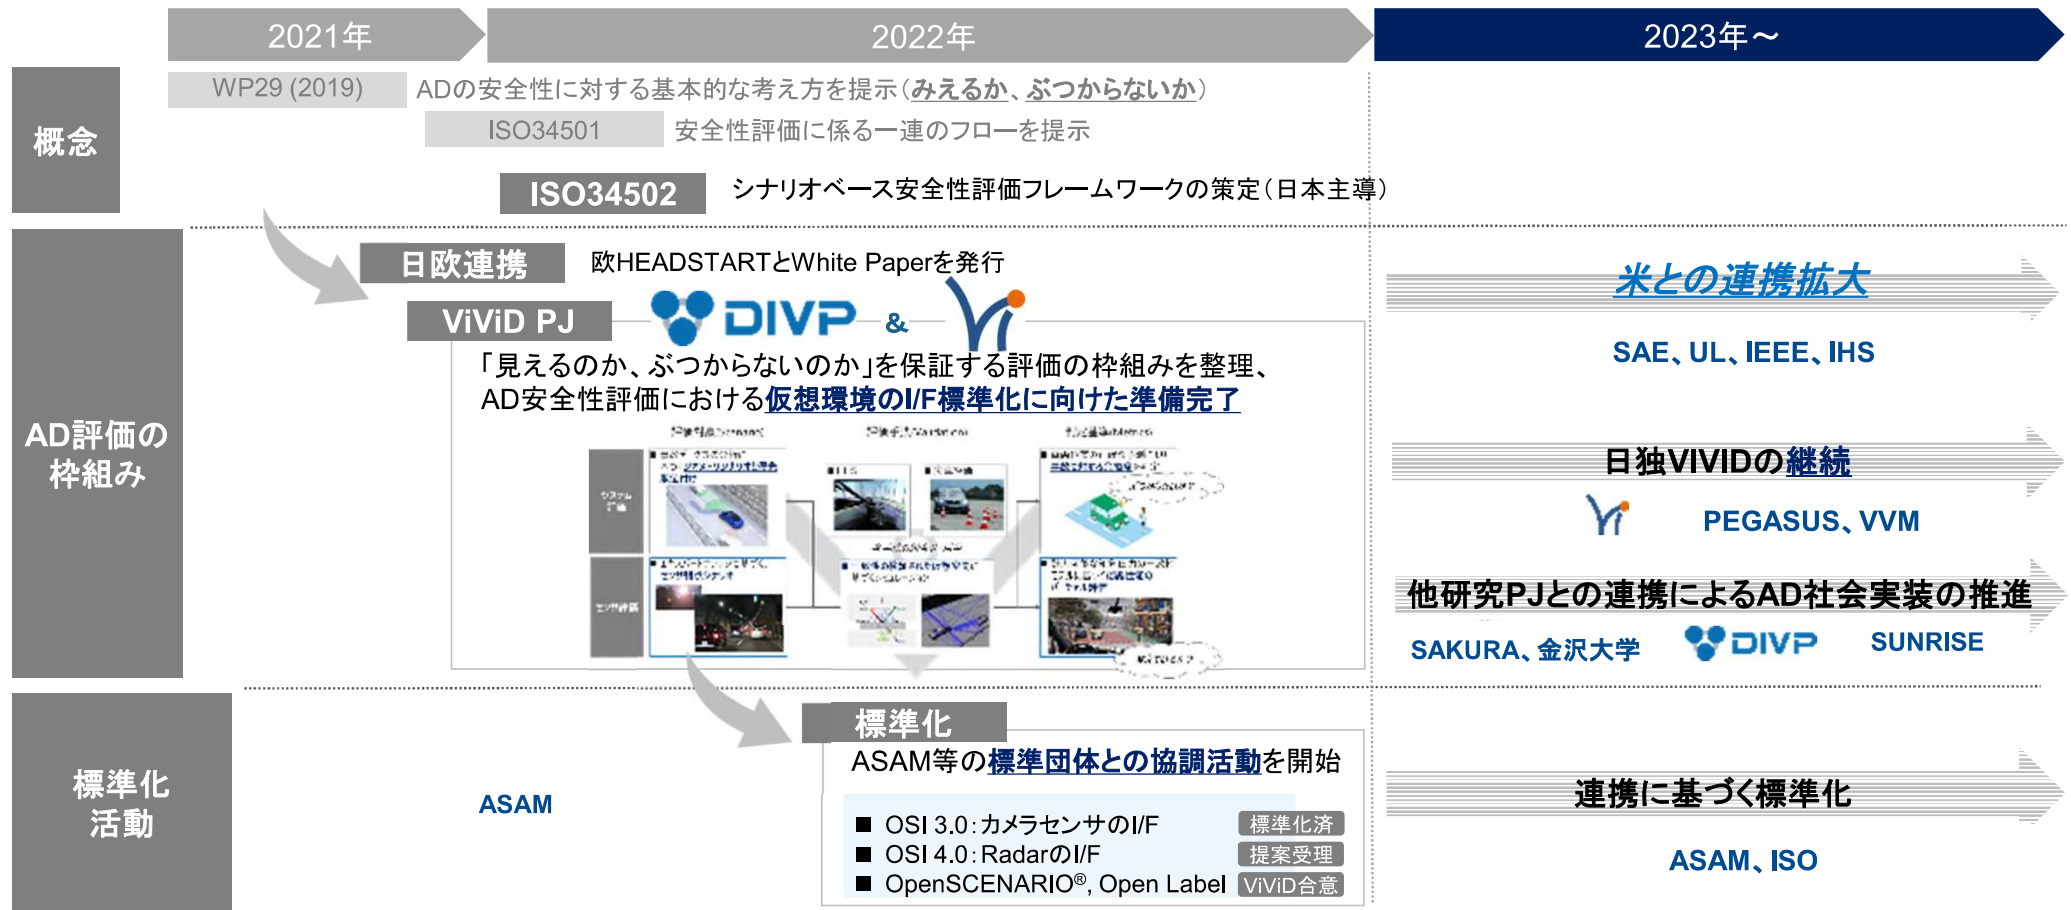 2021年
2022年
2023年～
概念
WP29 (2019)
ADの安全性に対する基本的な考え方を提示（みえるか、ぶつからないか）
ISO34501
安全性評価に係る一連のフローを提示
ISO34502
シナリオベース安全性評価フレームワークの策定（日本主導）
AD評価の
枠組み
日欧連携
欧HEADSTARTとWhite Paperを発行
ViViD PJ
DIVP
&
「見えるのか、ぶつからないのか」を保証する評価の枠組みを整理、
AD安全性評価における仮想環境のI/F標準化に向けた準備完了
米との連携拡大
SAE、UL、IEEE、IHS
日独VIVIDの継続
PEGASUS、VVM
他研究PJとの連携によるAD社会実装の推進
SAKURA、金沢大学
DIVP
SUNRISE
標準化
活動
ASAM
標準化
ASAM等の標準団体との協調活動を開始
■ OSI 3.0：カメラセンサのI/F
標準化済
■ OSI 4.0：RadarのI/F
提案受理
■ OpenSCENARIO®, Open Label
ViViD合意
連携に基づく標準化
ASAM、ISO